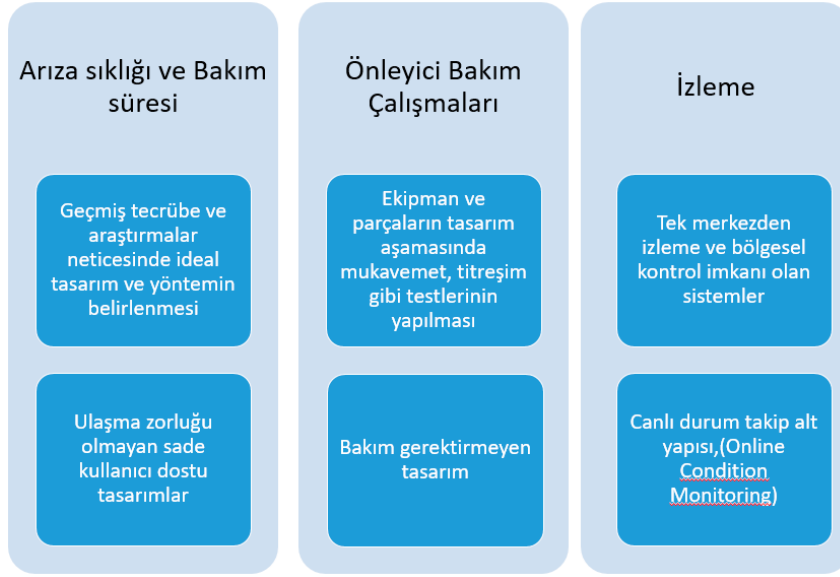 Arıza sıklığı ve Bakım
süresi
Geçmiş tecrübe ve
araştırmalar
neticesinde ideal
tasarım ve yöntemin
belirlenmesi
Ulaşma zorluğu
olmayan sade
kullanıcı dostu
tasarımlar
Önleyici Bakım
Çalışmaları
Ekipman ve
parçaların tasarım
aşamasında
mukavemet, titreşim
gibi testlerinin
yapılması
Bakım gerektirmeyen
tasarım
İzleme
Tek merkezden
izleme ve bölgesel
kontrol imkanı olan
sistemler
Canlı durum takip alt
yapısı,(Online
Condition
Monitoring)